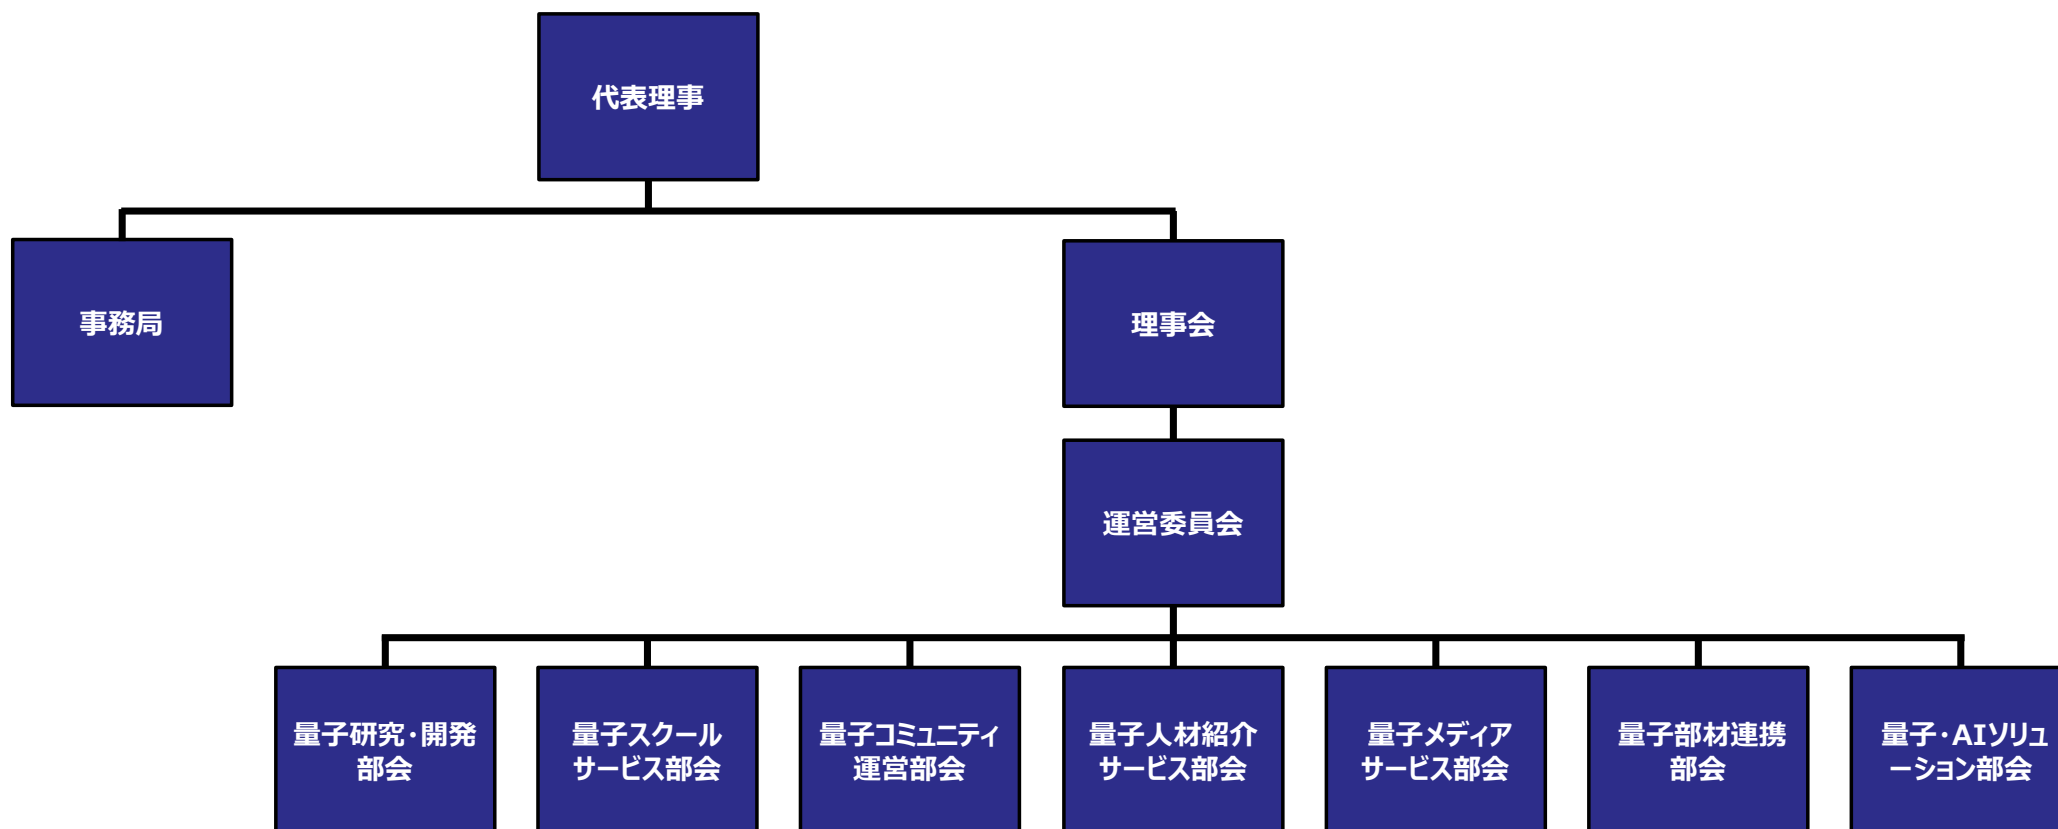 代表理事
事務局
理事会
運営委員会
量子研究・開発
部会
量子スクール
サービス部会
量子コミュニティ
運営部会
量子人材紹介
サービス部会
量子メディア
サービス部会
量子部材連携
部会
量子・AIソリュ
ーション部会